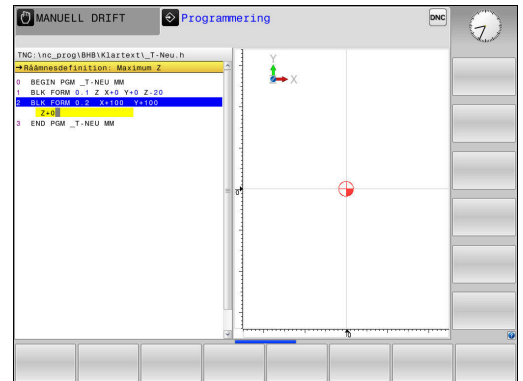 MANUELL DRIFT
Programmering
DNC
TNC:\nc_prog\BHB\Klartext\_T-Neu.h
→Råämnesdefinition: Maximum Z
0 BEGIN PGM _T-NEU MM
1 BLK FORM 0.1 Z X+0 Y+0 Z-20
2 BLK FORM 0.2 X+100 Y+100
Z+0
3 END PGM _T-NEU MM
Y
X
0
0